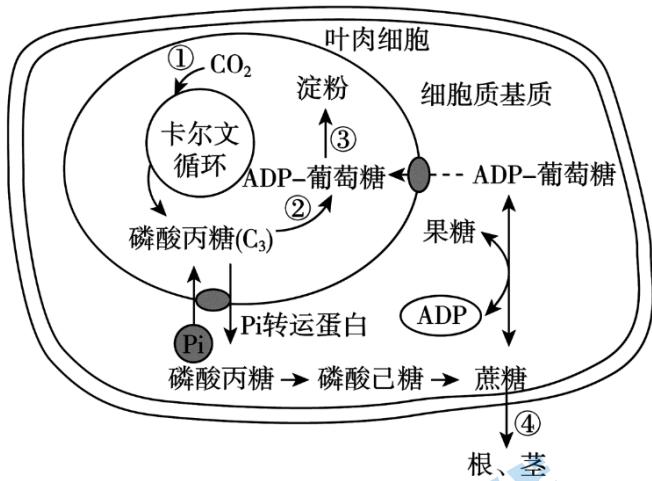 叶肉细胞
① CO₂
淀粉
细胞质基质
卡尔文
循环
③
ADP-葡萄糖
ADP-葡萄糖
②
磷酸丙糖(C₃)
果糖
ADP
Pi转运蛋白
Pi
磷酸丙糖
磷酸己糖
蔗糖
④
根、茎